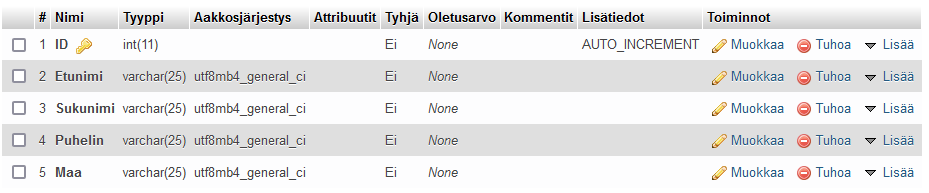 # Nimi Tyyppi Aakkosjärjestys Attribuutit Tyhjä Oletusarvo Kommentit Lisätiedot Toiminnot
1 ID int(11) Ei None AUTO_INCREMENT Muokkaa Tuhoa Lisää
2 Etunimi varchar(25) utf8mb4_general_ci Ei None Muokkaa Tuhoa Lisää
3 Sukunimi varchar(25) utf8mb4_general_ci Ei None Muokkaa Tuhoa Lisää
4 Puhelin varchar(25) utf8mb4_general_ci Ei None Muokkaa Tuhoa Lisää
5 Maa varchar(25) utf8mb4_general_ci Ei None Muokkaa Tuhoa Lisää